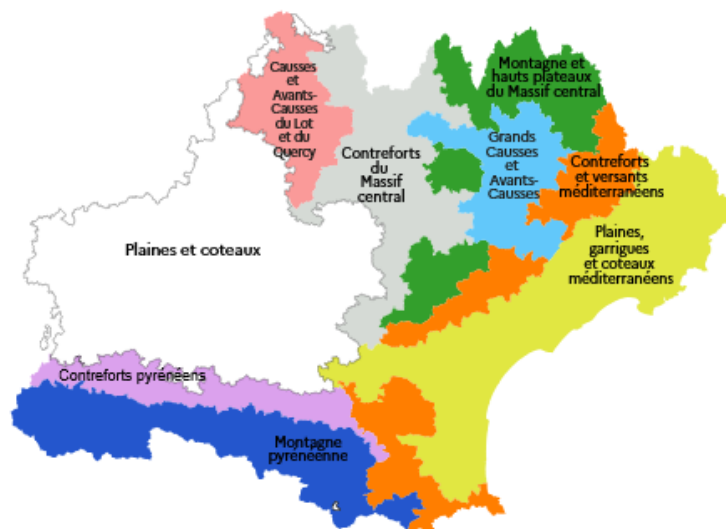 Causses
et
Avants-
Causses
du Lot
et du
Quercy
Montagne et
hauts plateaux
du Massif central
Contreforts
du
Massif
central
Grands
Causses
et
Avants-
Causses
Contreforts
et versants
méditerranéens
Plaines,
garrigues
et coteaux
méditerranéens
Plaines et coteaux
Contreforts pyrénéens
Montagne
pyrénéenne